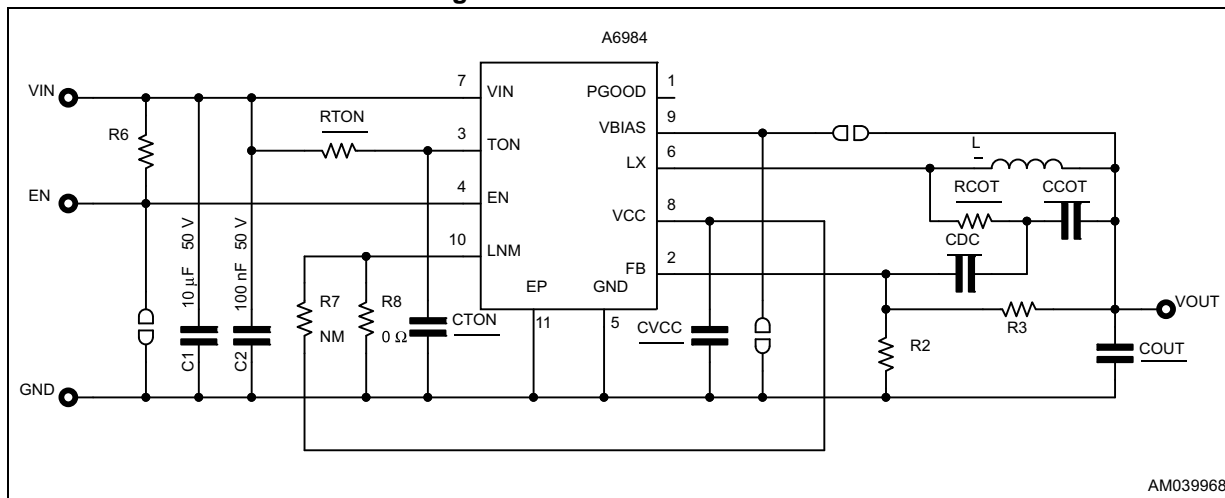 A6984
VIN
7
VIN
PGOOD
1
R6
RTON
3
TON
VBIAS
9
LX
6
L
EN
4
EN
RCOT
CCOT
VCC
8
10 µF 50 V
100 nF 50 V
10
LNM
CDC
FB
2
R7
NM
R8
0 Ω
EP
GND
11
5
CTON
CVCC
R3
VOUT
R2
COUT
C1
C2
GND
AM039968